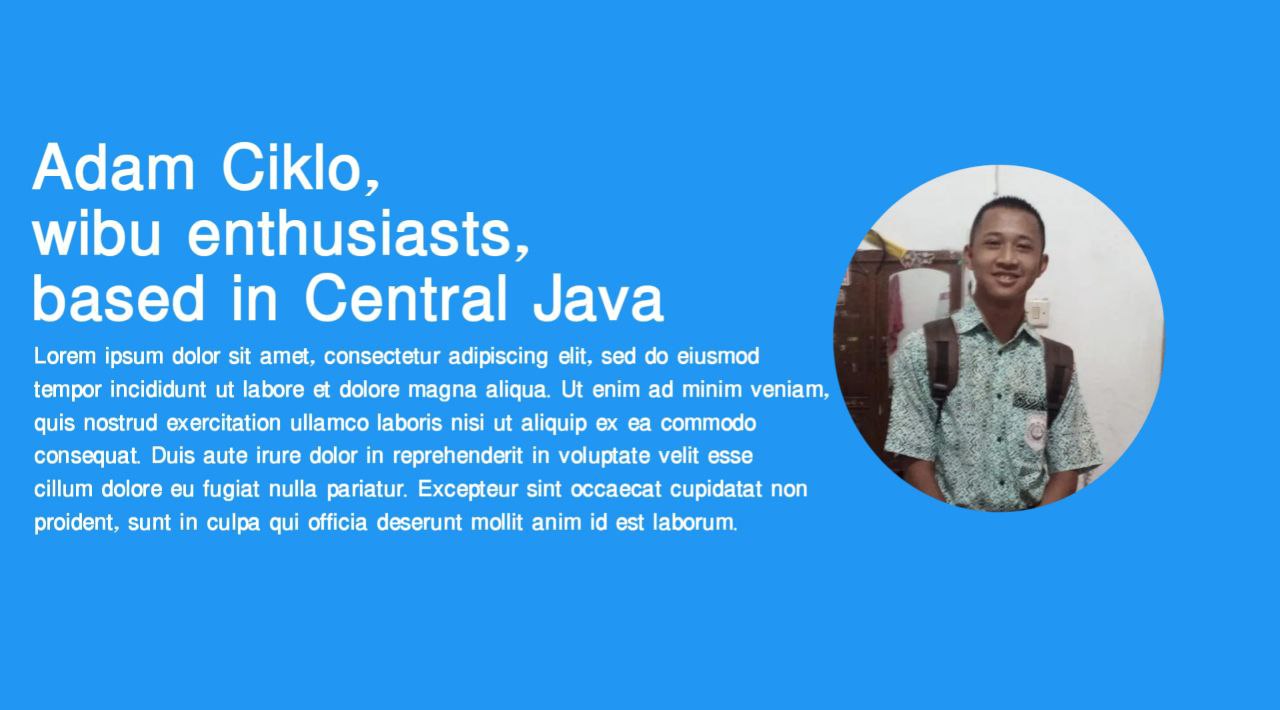 Adam Ciklo,
wibu enthusiasts,
based in Central Java
Lorem ipsum dolor sit amet, consectetur adipiscing elit, sed do eiusmod
tempor incididunt ut labore et dolore magna aliqua. Ut enim ad minim veniam,
quis nostrud exercitation ullamco laboris nisi ut aliquip ex ea commodo
consequat. Duis aute irure dolor in reprehenderit in voluptate velit esse
cillum dolore eu fugiat nulla pariatur. Excepteur sint occaecat cupidatat non
proident, sunt in culpa qui officia deserunt mollit anim id est laborum.